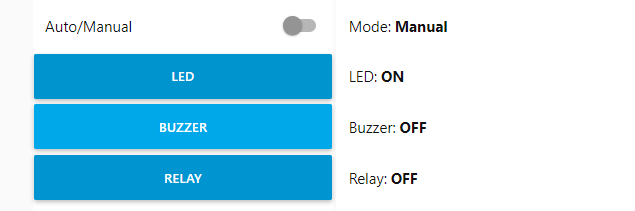 Auto/Manual Mode: Manual
LED LED: ON
BUZZER Buzzer: OFF
RELAY Relay: OFF